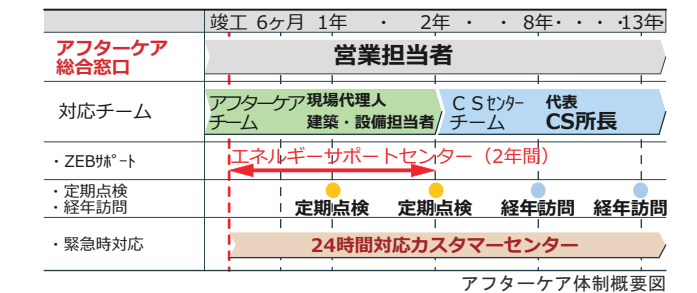 竣工 6ヶ月 1年 ・ 2年 ・ ・ 8年・ ・ ・ ・13年
アフターケア
総合窓口
営業担当者
対応チーム
アフターケア
チーム
現場代理人
建築・設備担当者
ＣＳｾﾝﾀｰ
チーム
代表
CS所長
・ZEBｻﾎﾟｰﾄ
エネルギーサポートセンター（2年間）
・定期点検
・経年訪問
定期点検 定期点検 経年訪問 経年訪問
・緊急時対応
24時間対応カスタマーセンター
アフターケア体制概要図